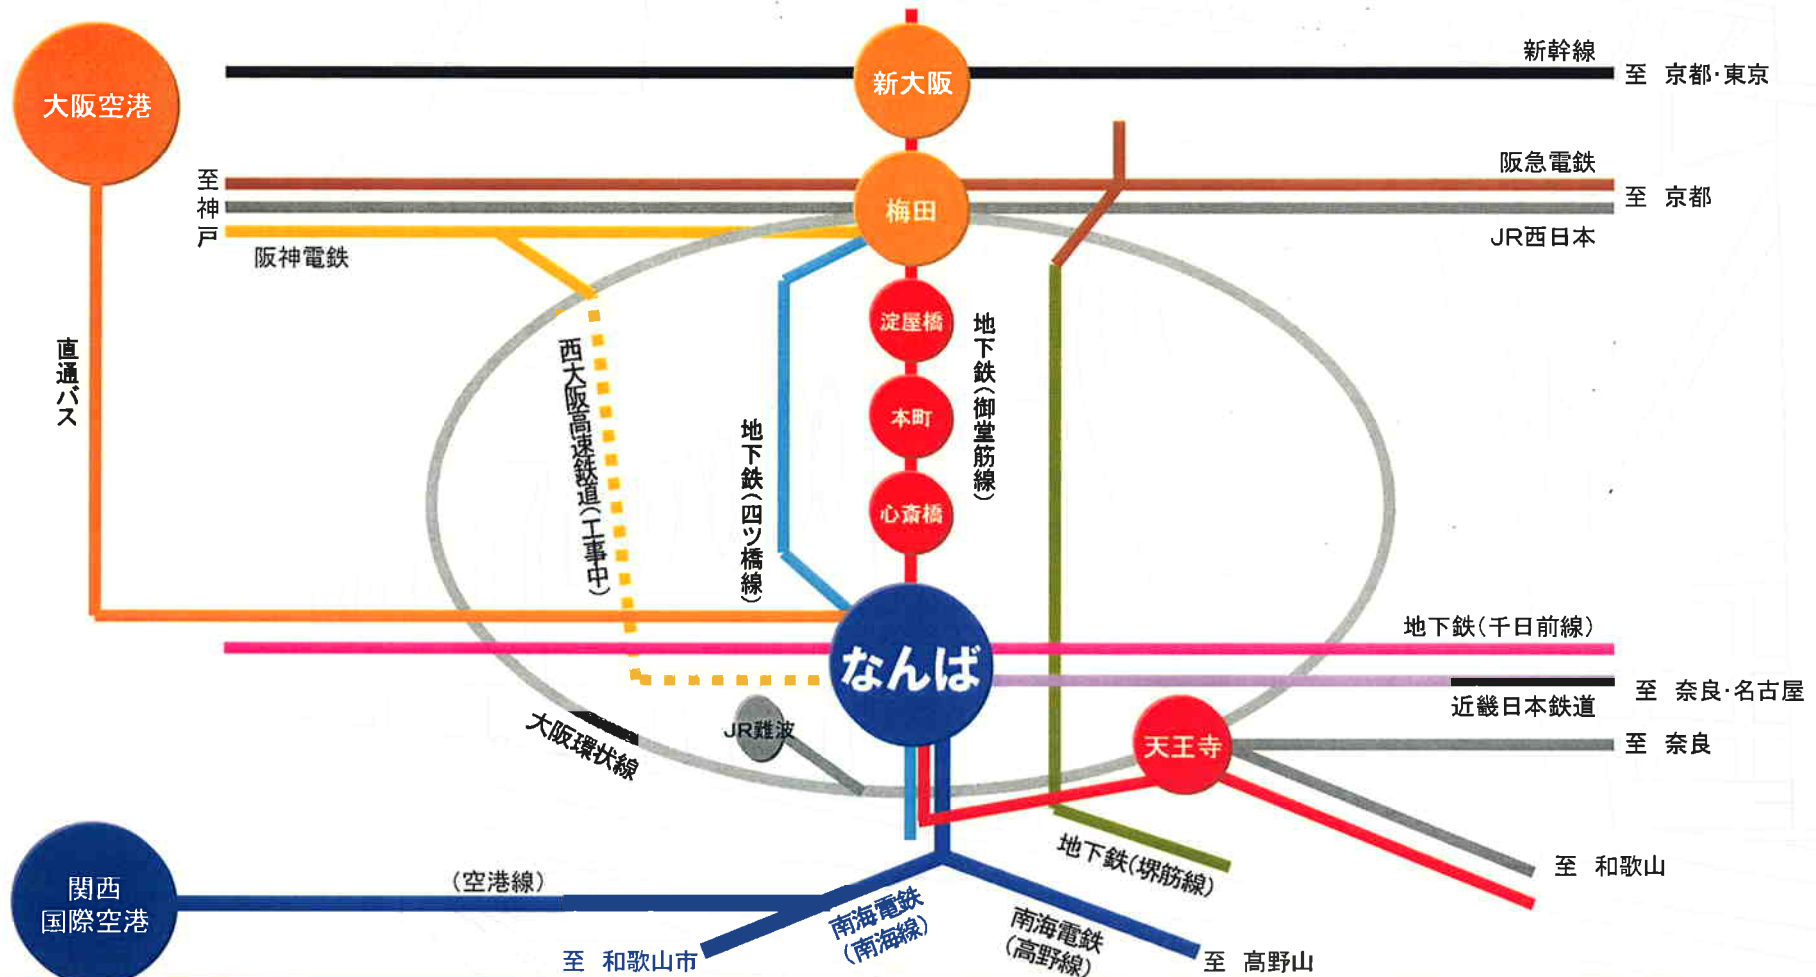 新幹線
新大阪
至 京都・東京
大阪空港
阪急電鉄
至 京都
至
神
戸
梅田
JR西日本
阪神電鉄
淀屋橋
地下鉄(御堂筋線)
直通バス
西大阪高速鉄道(工事中)
本町
地下鉄(四ツ橋線)
心斎橋
地下鉄(千日前線)
なんば
至 奈良・名古屋
近畿日本鉄道
大阪環状線
JR難波
天王寺
至 奈良
地下鉄(堺筋線)
至 和歌山
関西
国際空港
(空港線)
南海電鉄
(南海線)
南海電鉄
(高野線)
至 和歌山市
至 高野山